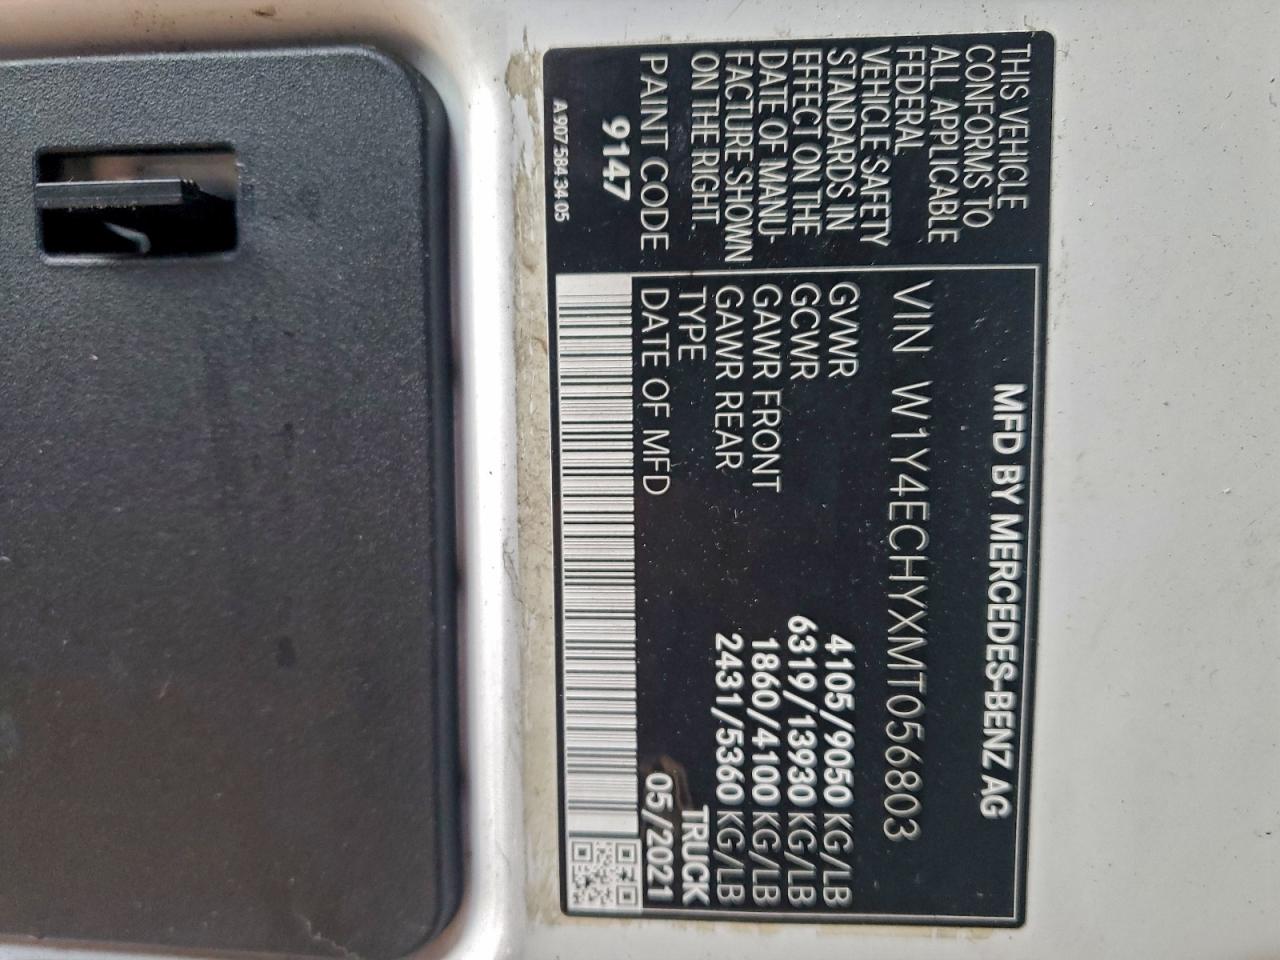 THIS VEHICLE
CONFORMS TO
ALL APPLICABLE
FEDERAL
VEHICLE SAFETY
STANDARDS IN
EFFECT ON THE
DATE OF MANU-
FACTURE SHOWN
ON THE RIGHT.
PAINT CODE
9147
A 907 584 34 05
MFD BY MERCEDES-BENZ AG
VIN W1Y4ECHYXMT056803
GVWR 4105/9050 KG/LB
GCWR 6319/13930 KG/LB
GAWR FRONT 1860/4100 KG/LB
GAWR REAR 2431/5360 KG/LB
TYPE TRUCK
DATE OF MFD 05/2021